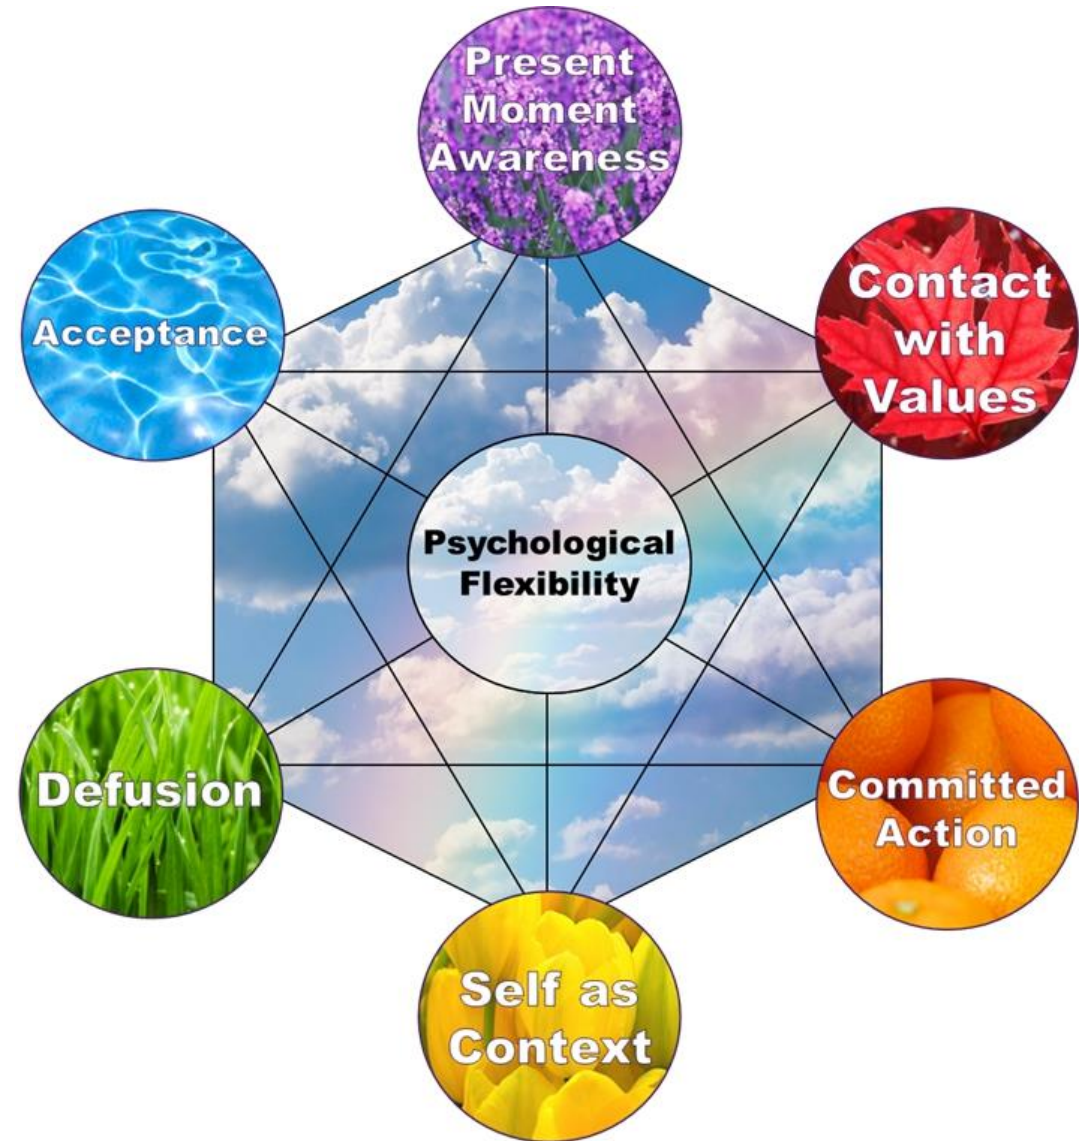 Present
Moment
Awareness
Acceptance
Contact
with
Values
Psychological
Flexibility
Defusion
Committed
Action
Self as
Context